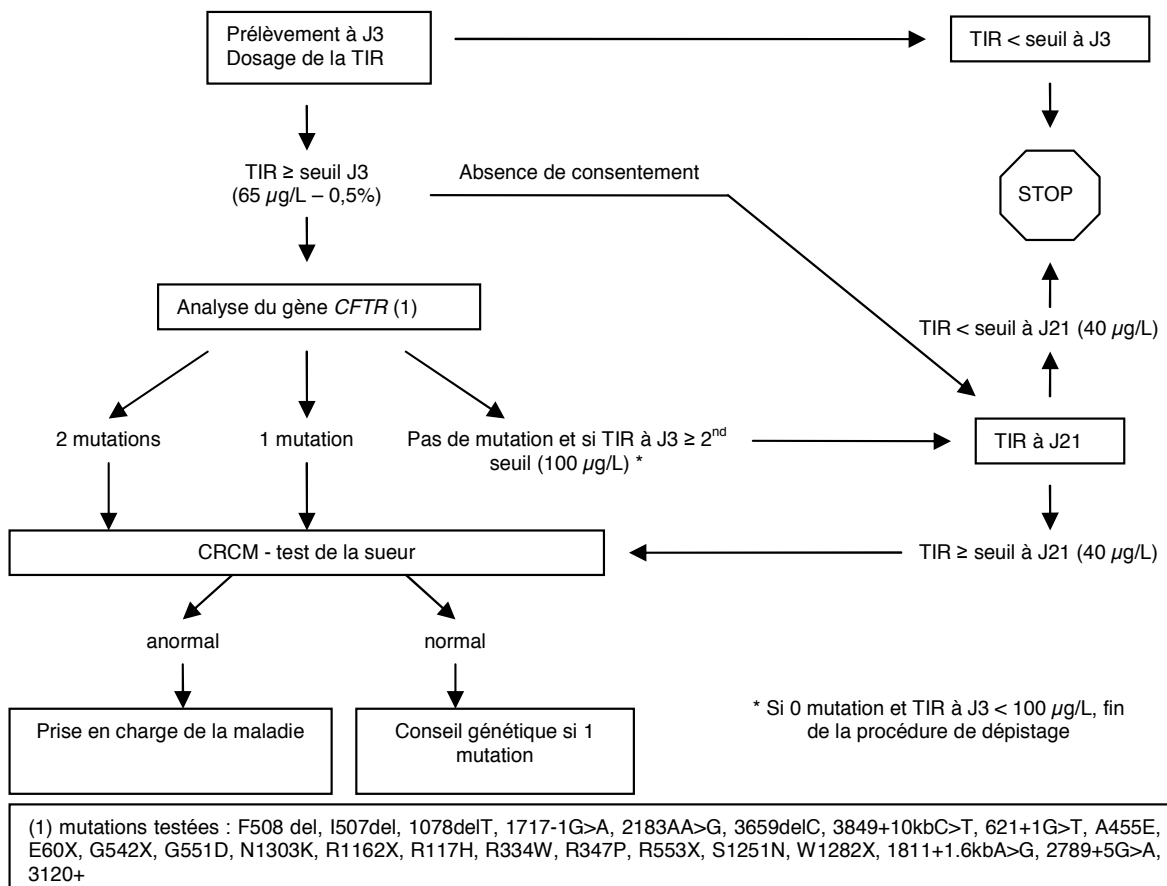 Prélèvement à J3
Dosage de la TIR
TIR < seuil à J3
TIR ≥ seuil J3
(65 µg/L – 0,5%)
Absence de consentement
STOP
Analyse du gène CFTR (1)
TIR < seuil à J21 (40 µg/L)
2 mutations
1 mutation
Pas de mutation et si TIR à J3 ≥ 2nd
seuil (100 µg/L) *
TIR à J21
CRCM - test de la sueur
TIR ≥ seuil à J21 (40 µg/L)
anormal
normal
Prise en charge de la maladie
Conseil génétique si 1
mutation
* Si 0 mutation et TIR à J3 < 100 µg/L, fin
de la procédure de dépistage
(1) mutations testées : F508 del, I507del, 1078delT, 1717-1G>A, 2183AA>G, 3659delC, 3849+10kbC>T, 621+1G>T, A455E,
E60X, G542X, G551D, N1303K, R1162X, R117H, R334W, R347P, R553X, S1251N, W1282X, 1811+1.6kbA>G, 2789+5G>A,
3120+